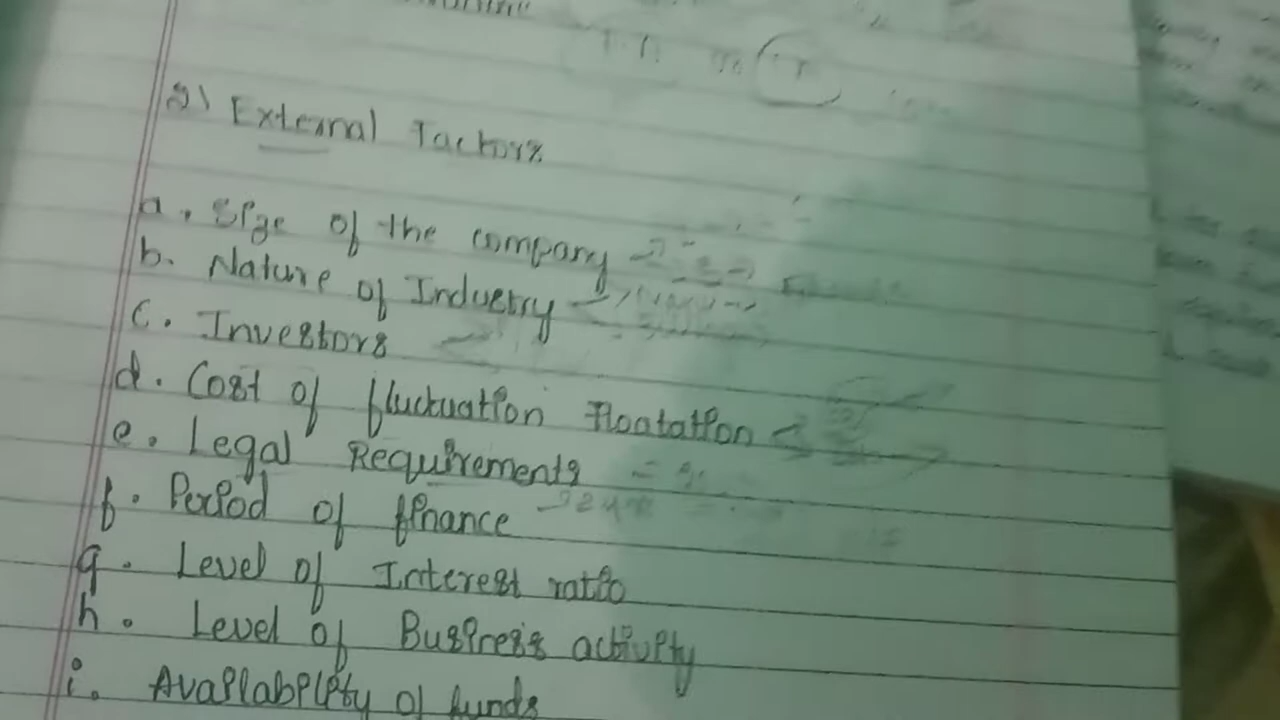 2) External Factors
a. Size of the company
b. Nature of Industry
c. Investors
d. Cost of fluctuation Floatation
e. Legal Requirements
f. Period of finance
g. Level of Interest ratio
h. Level of Business activity
i. Availability of funds